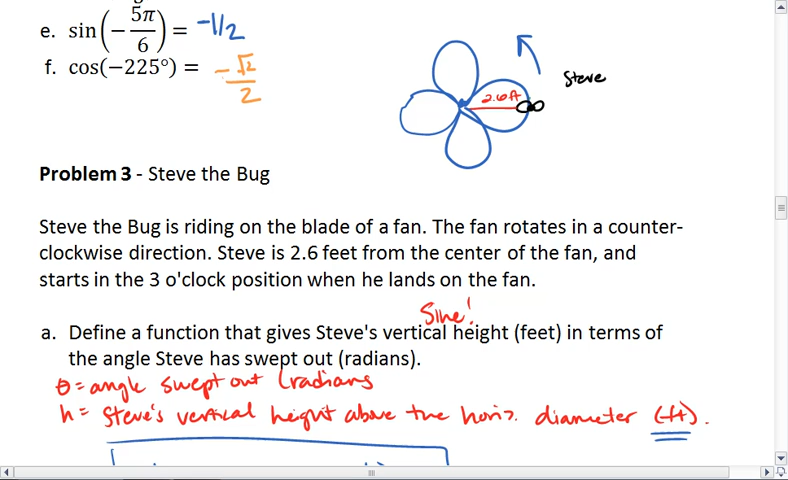 e. sin(−5π/6) = -1/2
f. cos(−225°) = -√2/2
Steve
2.6ft
Problem 3 - Steve the Bug
Steve the Bug is riding on the blade of a fan. The fan rotates in a counter-
clockwise direction. Steve is 2.6 feet from the center of the fan, and
starts in the 3 o'clock position when he lands on the fan.
Sine!
a. Define a function that gives Steve's vertical height (feet) in terms of
the angle Steve has swept out (radians).
θ = angle swept out (radians
h = Steve's vertical height above the horiz. diameter (ft).